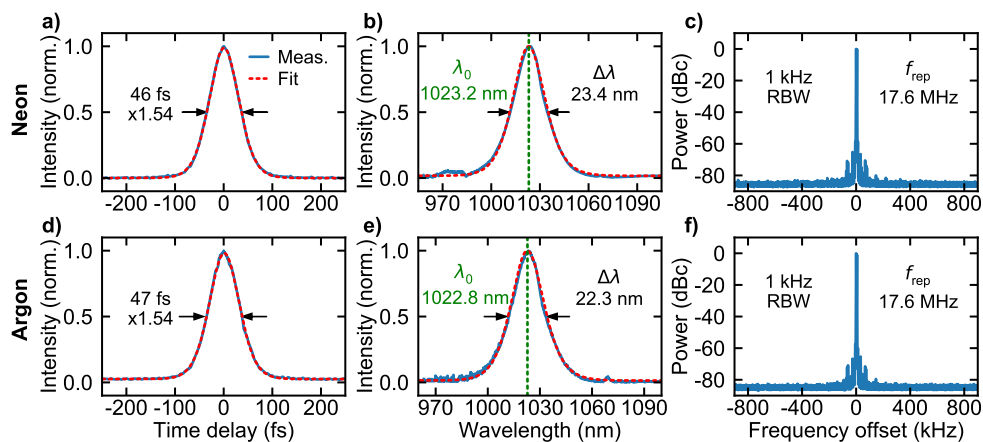 a)
b)
c)
Neon
Intensity (norm.)
1.0
0.5
0.0
Meas.
Fit
46 fs
x1.54
-200 -100 0 100 200
Intensity (norm.)
1.0
0.5
0.0
λ0
1023.2 nm
Δλ
23.4 nm
970 1000 1030 1060 1090
Power (dBc)
0
-20
-40
-60
-80
1 kHz
RBW
frep
17.6 MHz
-800 -400 0 400 800
d)
e)
f)
Argon
Intensity (norm.)
1.0
0.5
0.0
47 fs
x1.54
-200 -100 0 100 200
Time delay (fs)
Intensity (norm.)
1.0
0.5
0.0
λ0
1022.8 nm
Δλ
22.3 nm
970 1000 1030 1060 1090
Wavelength (nm)
Power (dBc)
0
-20
-40
-60
-80
1 kHz
RBW
frep
17.6 MHz
-800 -400 0 400 800
Frequency offset (kHz)